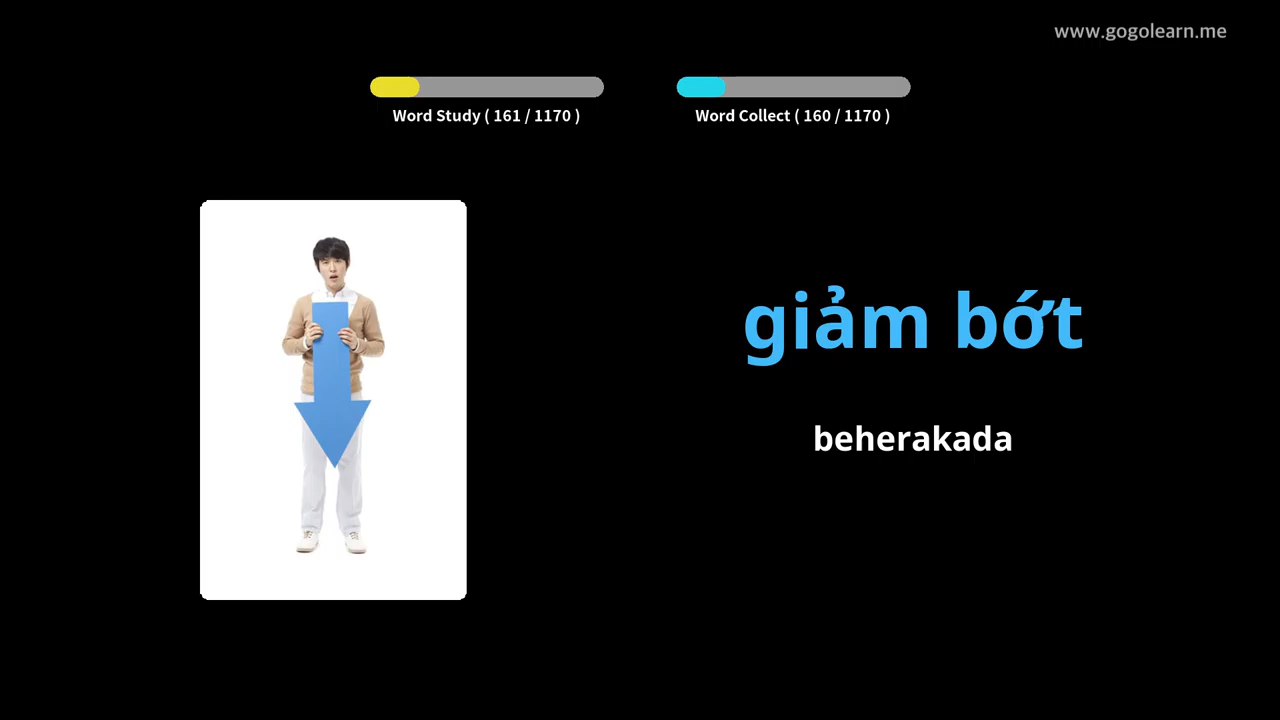 www.gogolearn.me
Word Study ( 161 / 1170 )
Word Collect ( 160 / 1170 )
giảm bớt
beherakada